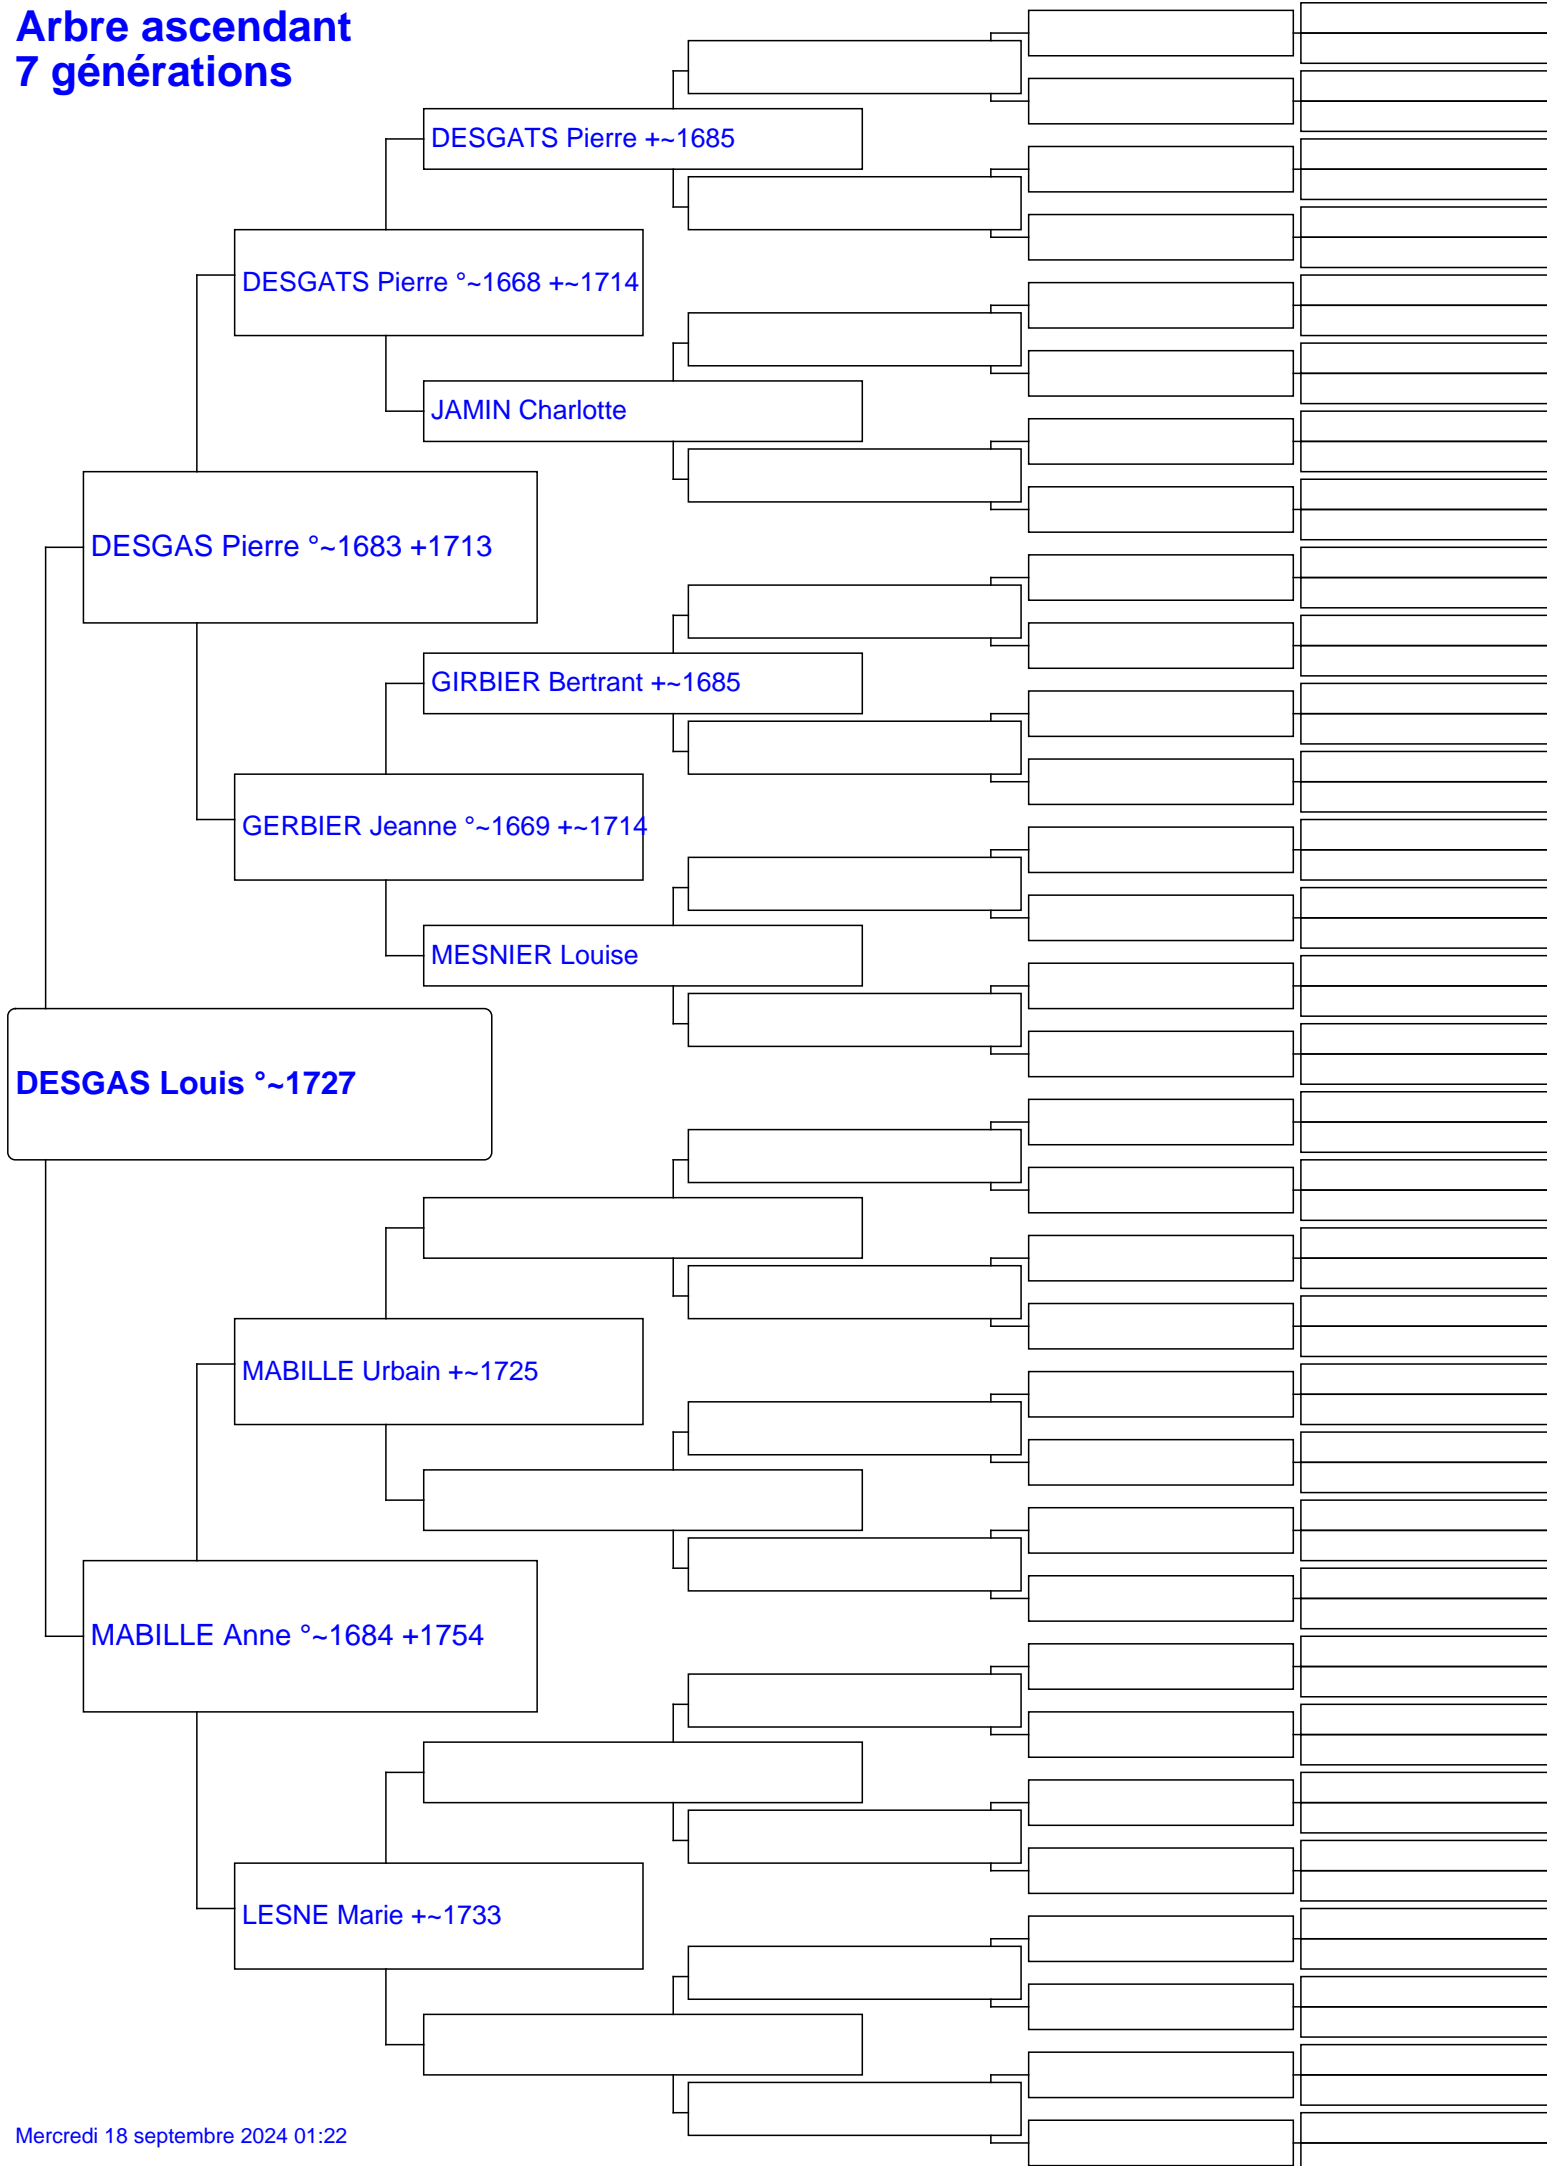 Arbre ascendant
7 générations
DESGATS Pierre +~1685
DESGATS Pierre °~1668 +~1714
JAMIN Charlotte
DESGAS Pierre °~1683 +1713
GIRBIER Bertrant +~1685
GERBIER Jeanne °~1669 +~1714
MESNIER Louise
DESGAS Louis °~1727
MABILLE Urbain +~1725
MABILLE Anne °~1684 +1754
LESNE Marie +~1733
Mercredi 18 septembre 2024 01:22